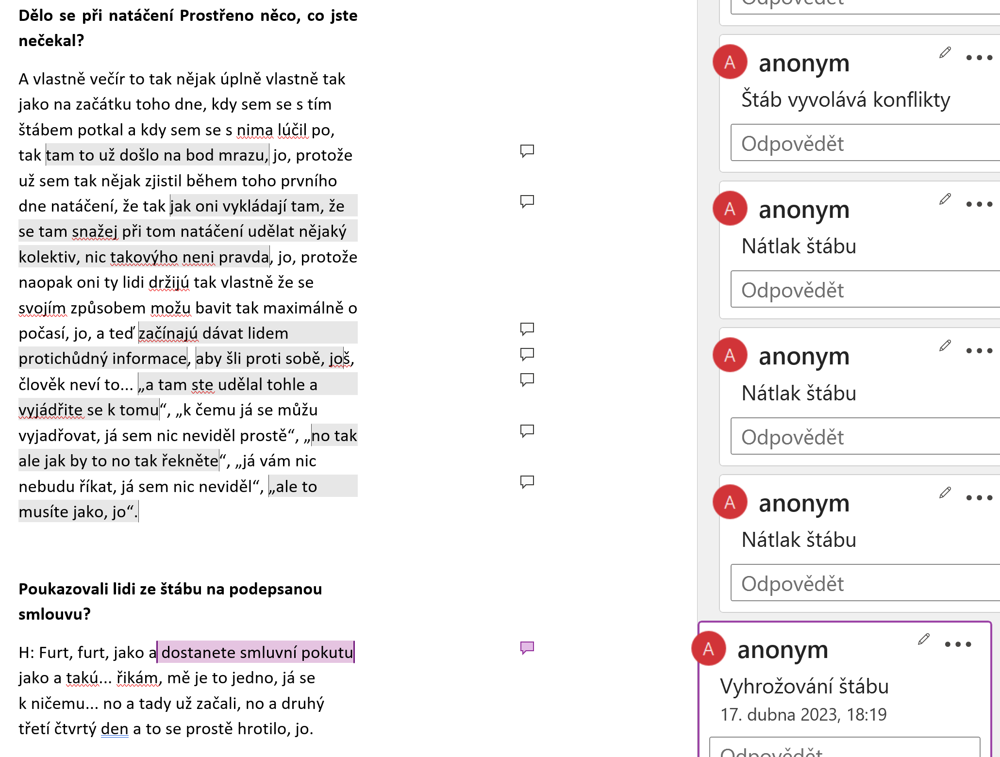 Dělo se při natáčení Prostřeno něco, co jste
nečekal?
A vlastně večír to tak nějak úplně vlastně tak
jako na začátku toho dne, kdy sem se s tím
štábem potkal a kdy sem se s nima lúčil po,
tak tam to už došlo na bod mrazu, jo, protože
už sem tak nějak zjistil během toho prvního
dne natáčení, že tak jak oni vykládají tam, že
se tam snažej při tom natáčení udělat nějaký
kolektiv, nic takovýho neni pravda, jo, protože
naopak oni ty lidi držijú tak vlastně že se
svojím způsobem možu bavit tak maximálně o
počasí, jo, a teď začínajú dávat lidem
protichůdný informace, aby šli proti sobě, još,
člověk neví to... „a tam ste udělal tohle a
vyjádřite se k tomu“, „k čemu já se můžu
vyjadřovat, já sem nic neviděl prostě“, „no tak
ale jak by to no tak řekněte“, „já vám nic
nebudu říkat, já sem nic neviděl“, „ale to
musíte jako, jo“.
Poukazovali lidi ze štábu na podepsanou
smlouvu?
H: Furt, furt, jako a dostanete smluvní pokutu
jako a takú... řikám, mě je to jedno, já se
k ničemu... no a tady už začali, no a druhý
třetí čtvrtý den a to se prostě hrotilo, jo.
Odpovědět
A anonym
Štáb vyvolává konflikty
Odpovědět
A anonym
Nátlak štábu
Odpovědět
A anonym
Nátlak štábu
Odpovědět
A anonym
Nátlak štábu
Odpovědět
A anonym
Vyhrožování štábu
17. dubna 2023, 18:19
Odpovědět